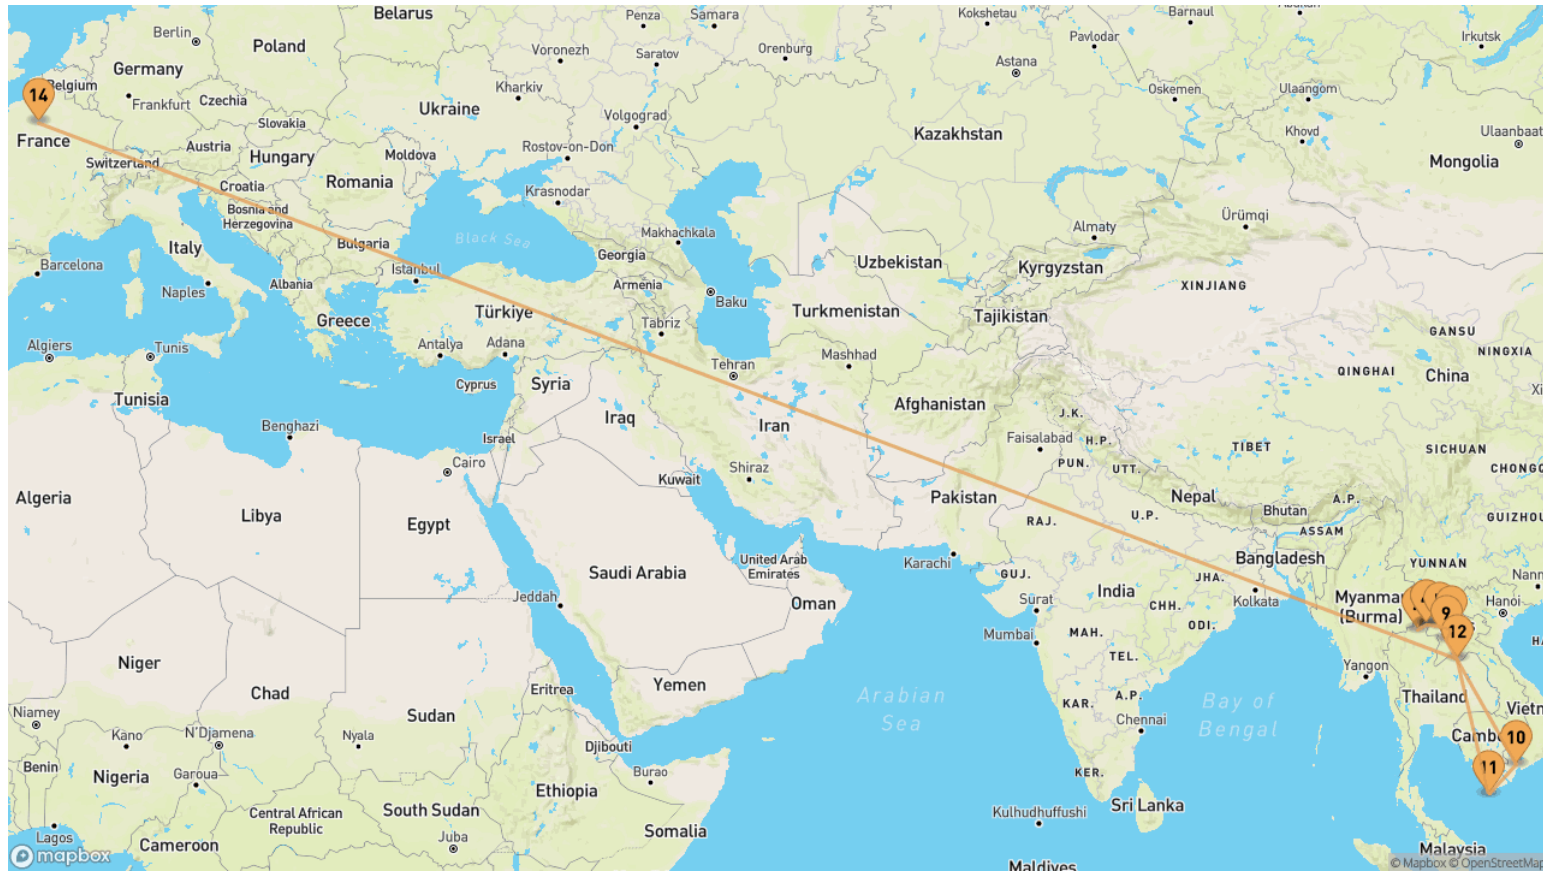 Belarus
Penza
Samara
Kokshetau
Barnaul
Berlin
Poland
Voronezh
Saratov
Orenburg
Pavlodar
Irkutsk
Germany
Astana
14
Belgium
Frankfurt
Czechia
Ukraine
Kharkiv
Volgograd
Oskemen
Ulaangom
France
Slovakia
Austria
Hungary
Moldova
Rostov-on-Don
Kazakhstan
Khovd
Ulaanbaat
Mongolia
Switzerland
Croatia
Romania
Krasnodar
Bosnia and
Herzegovina
Black Sea
Makhachkala
Almaty
Ürümqi
Italy
Bulgaria
Georgia
Uzbekistan
Kyrgyzstan
Barcelona
Istanbul
Naples
Albania
Armenia
Baku
XINJIANG
Greece
Türkiye
Tabriz
Turkmenistan
Tajikistan
GANSU
Algiers
Tunis
Antalya
Adana
Tehran
Mashhad
NINGXIA
Tunisia
Cyprus
Syria
QINGHAI
China
Xi
Afghanistan
J.K.
Benghazi
Israel
Iraq
Iran
Faisalabad
H.P.
TIBET
SICHUAN
Cairo
Shiraz
PUN.
UTT.
CHONGQ
Kuwait
Algeria
Libya
Egypt
Pakistan
Nepal
A.P.
Bhutan
RAJ.
U.P.
ASSAM
GUIZHOU
Karachi
United Arab
Emirates
Bangladesh
YUNNAN
Saudi Arabia
GUJ.
JHA.
Nann
Jeddah
Oman
Surat
India
CHH.
Kolkata
Myanmar
(Burma)
9
Hanoi
Mumbai
MAH.
ODI.
12
Niger
TEL.
Yangon
Chad
Yemen
Arabian
Sea
KAR.
A.P.
Bay of
Bengal
Thailand
Vietn
Niamey
Eritrea
Sudan
Chennai
Kano
N'Djamena
Nyala
Djibouti
Camb
10
Benin
Nigeria
Garoua
Burao
KER.
11
Ethiopia
Central African
Republic
South Sudan
Kulhudhuffushi
Sri Lanka
Lagos
Cameroon
Juba
Somalia
Malaysia
mapbox
Maldives
© Mapbox © OpenStreetMap